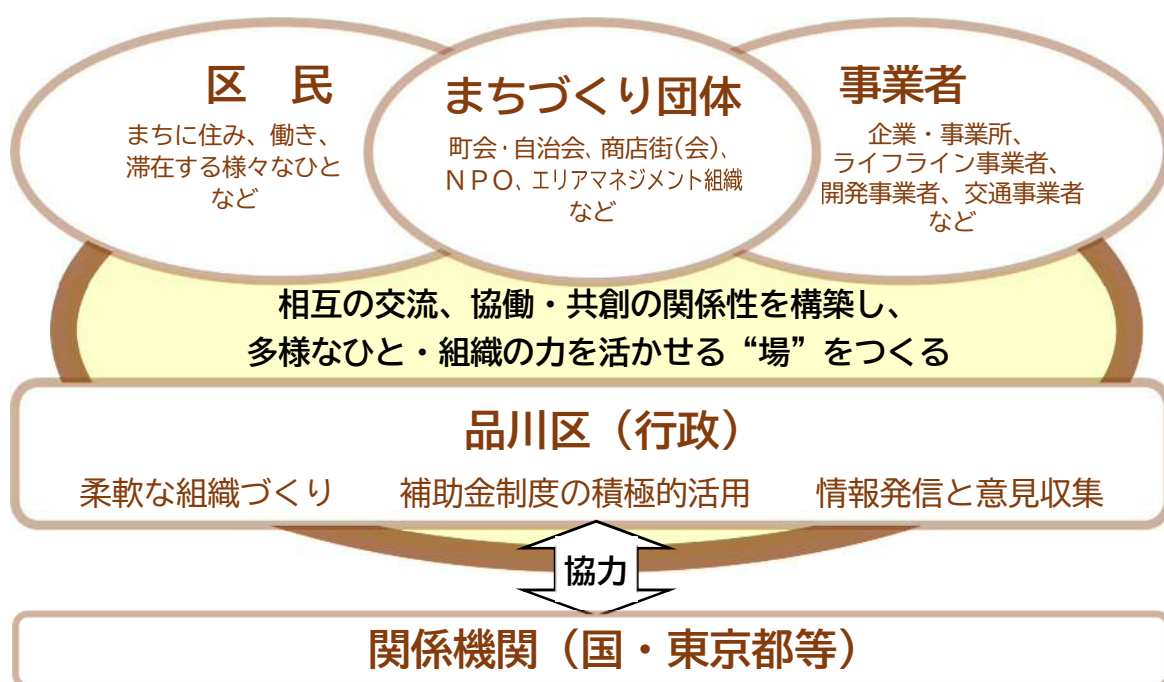 区　民
まちに住み、働き、
滞在する様々なひと
など
まちづくり団体
町会・自治会、商店街(会)、
ＮＰＯ、エリアマネジメント組織
など
事業者
企業・事業所、
ライフライン事業者、
開発事業者、交通事業者
など
相互の交流、協働・共創の関係性を構築し、
多様なひと・組織の力を活かせる“場”をつくる
品川区（行政）
柔軟な組織づくり　補助金制度の積極的活用　情報発信と意見収集
協力
関係機関（国・東京都等）